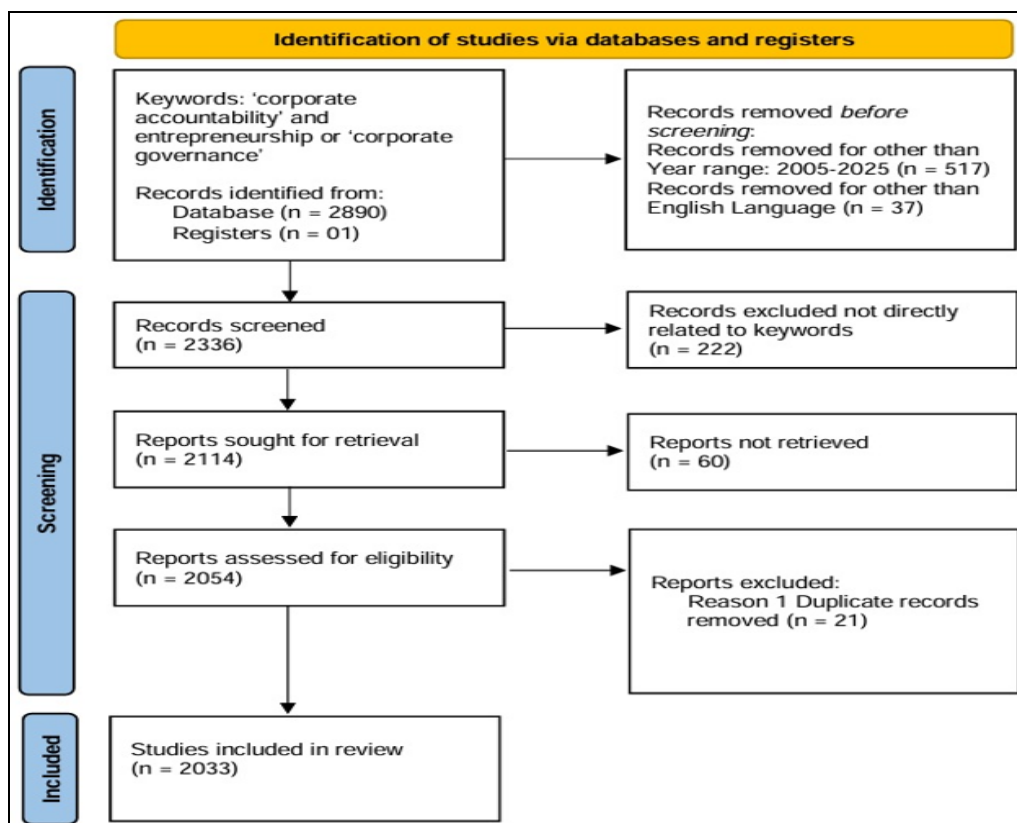 Identification of studies via databases and registers
Identification
Keywords: ‘corporate
accountability’ and
entrepreneurship or ‘corporate
governance’
Records identified from:
Database (n = 2890)
Registers (n = 01)
Records removed before
screening:
Records removed for other than
Year range: 2005-2025 (n = 517)
Records removed for other than
English Language (n = 37)
Screening
Records screened
(n = 2336)
Records excluded not directly
related to keywords
(n = 222)
Reports sought for retrieval
(n = 2114)
Reports not retrieved
(n = 60)
Reports assessed for eligibility
(n = 2054)
Reports excluded:
Reason 1 Duplicate records
removed (n = 21)
Included
Studies included in review
(n = 2033)